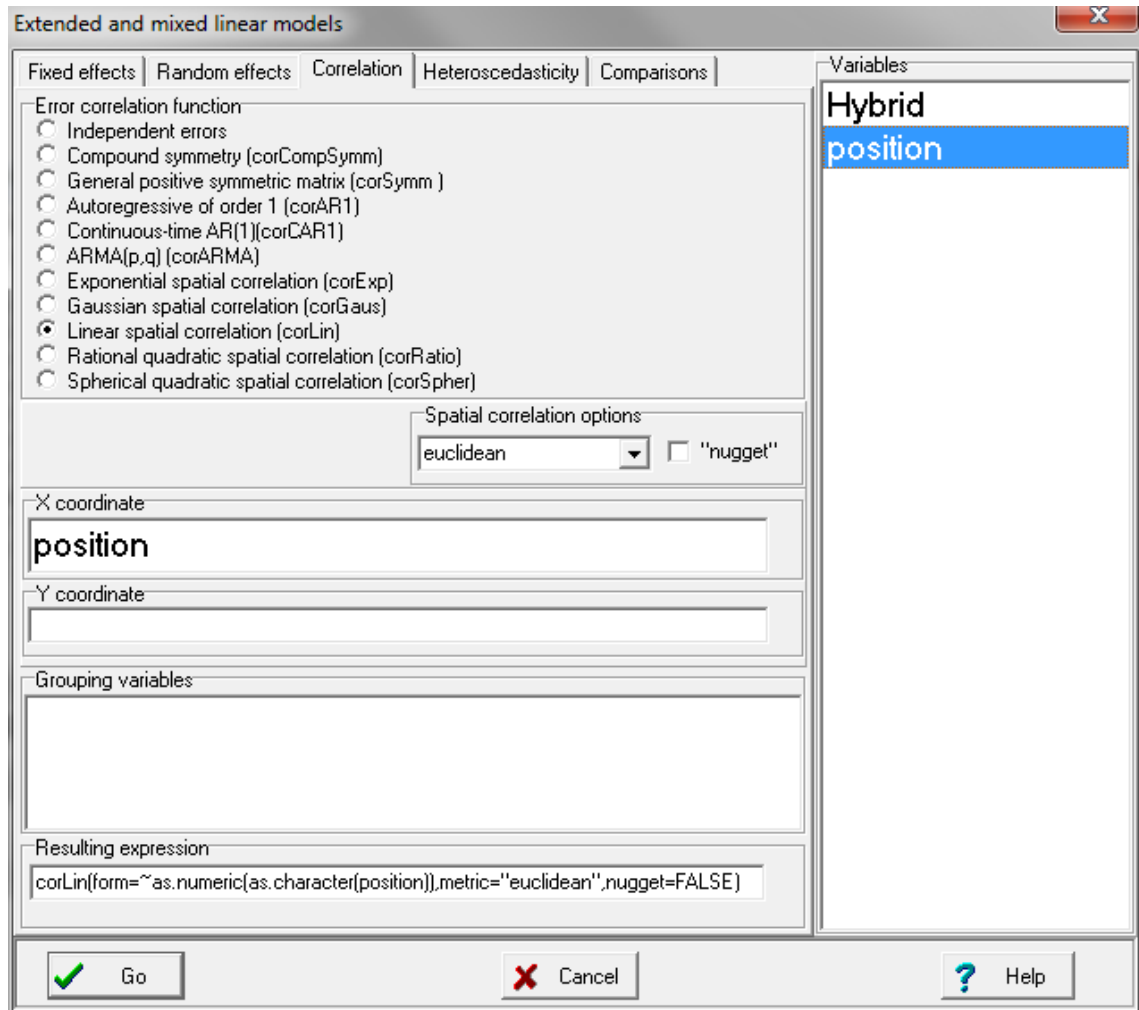 Extended and mixed linear models
x
Fixed effects Random effects Correlation Heteroscedasticity Comparisons
Error correlation function
Independent errors
Compound symmetry (corCompSymm)
General positive symmetric matrix (corSymm )
Autoregressive of order 1 (corAR1)
Continuous-time AR(1)(corCAR1)
ARMA(p,q) (corARMA)
Exponential spatial correlation (corExp)
Gaussian spatial correlation (corGaus)
Linear spatial correlation (corLin)
Rational quadratic spatial correlation (corRatio)
Spherical quadratic spatial correlation (corSpher)
Spatial correlation options
euclidean "nugget"
X coordinate
position
Y coordinate
Grouping variables
Resulting expression
corLin(form=~as.numeric(as.character(position)),metric="euclidean",nugget=FALSE)
Variables
Hybrid
position
Go Cancel ? Help